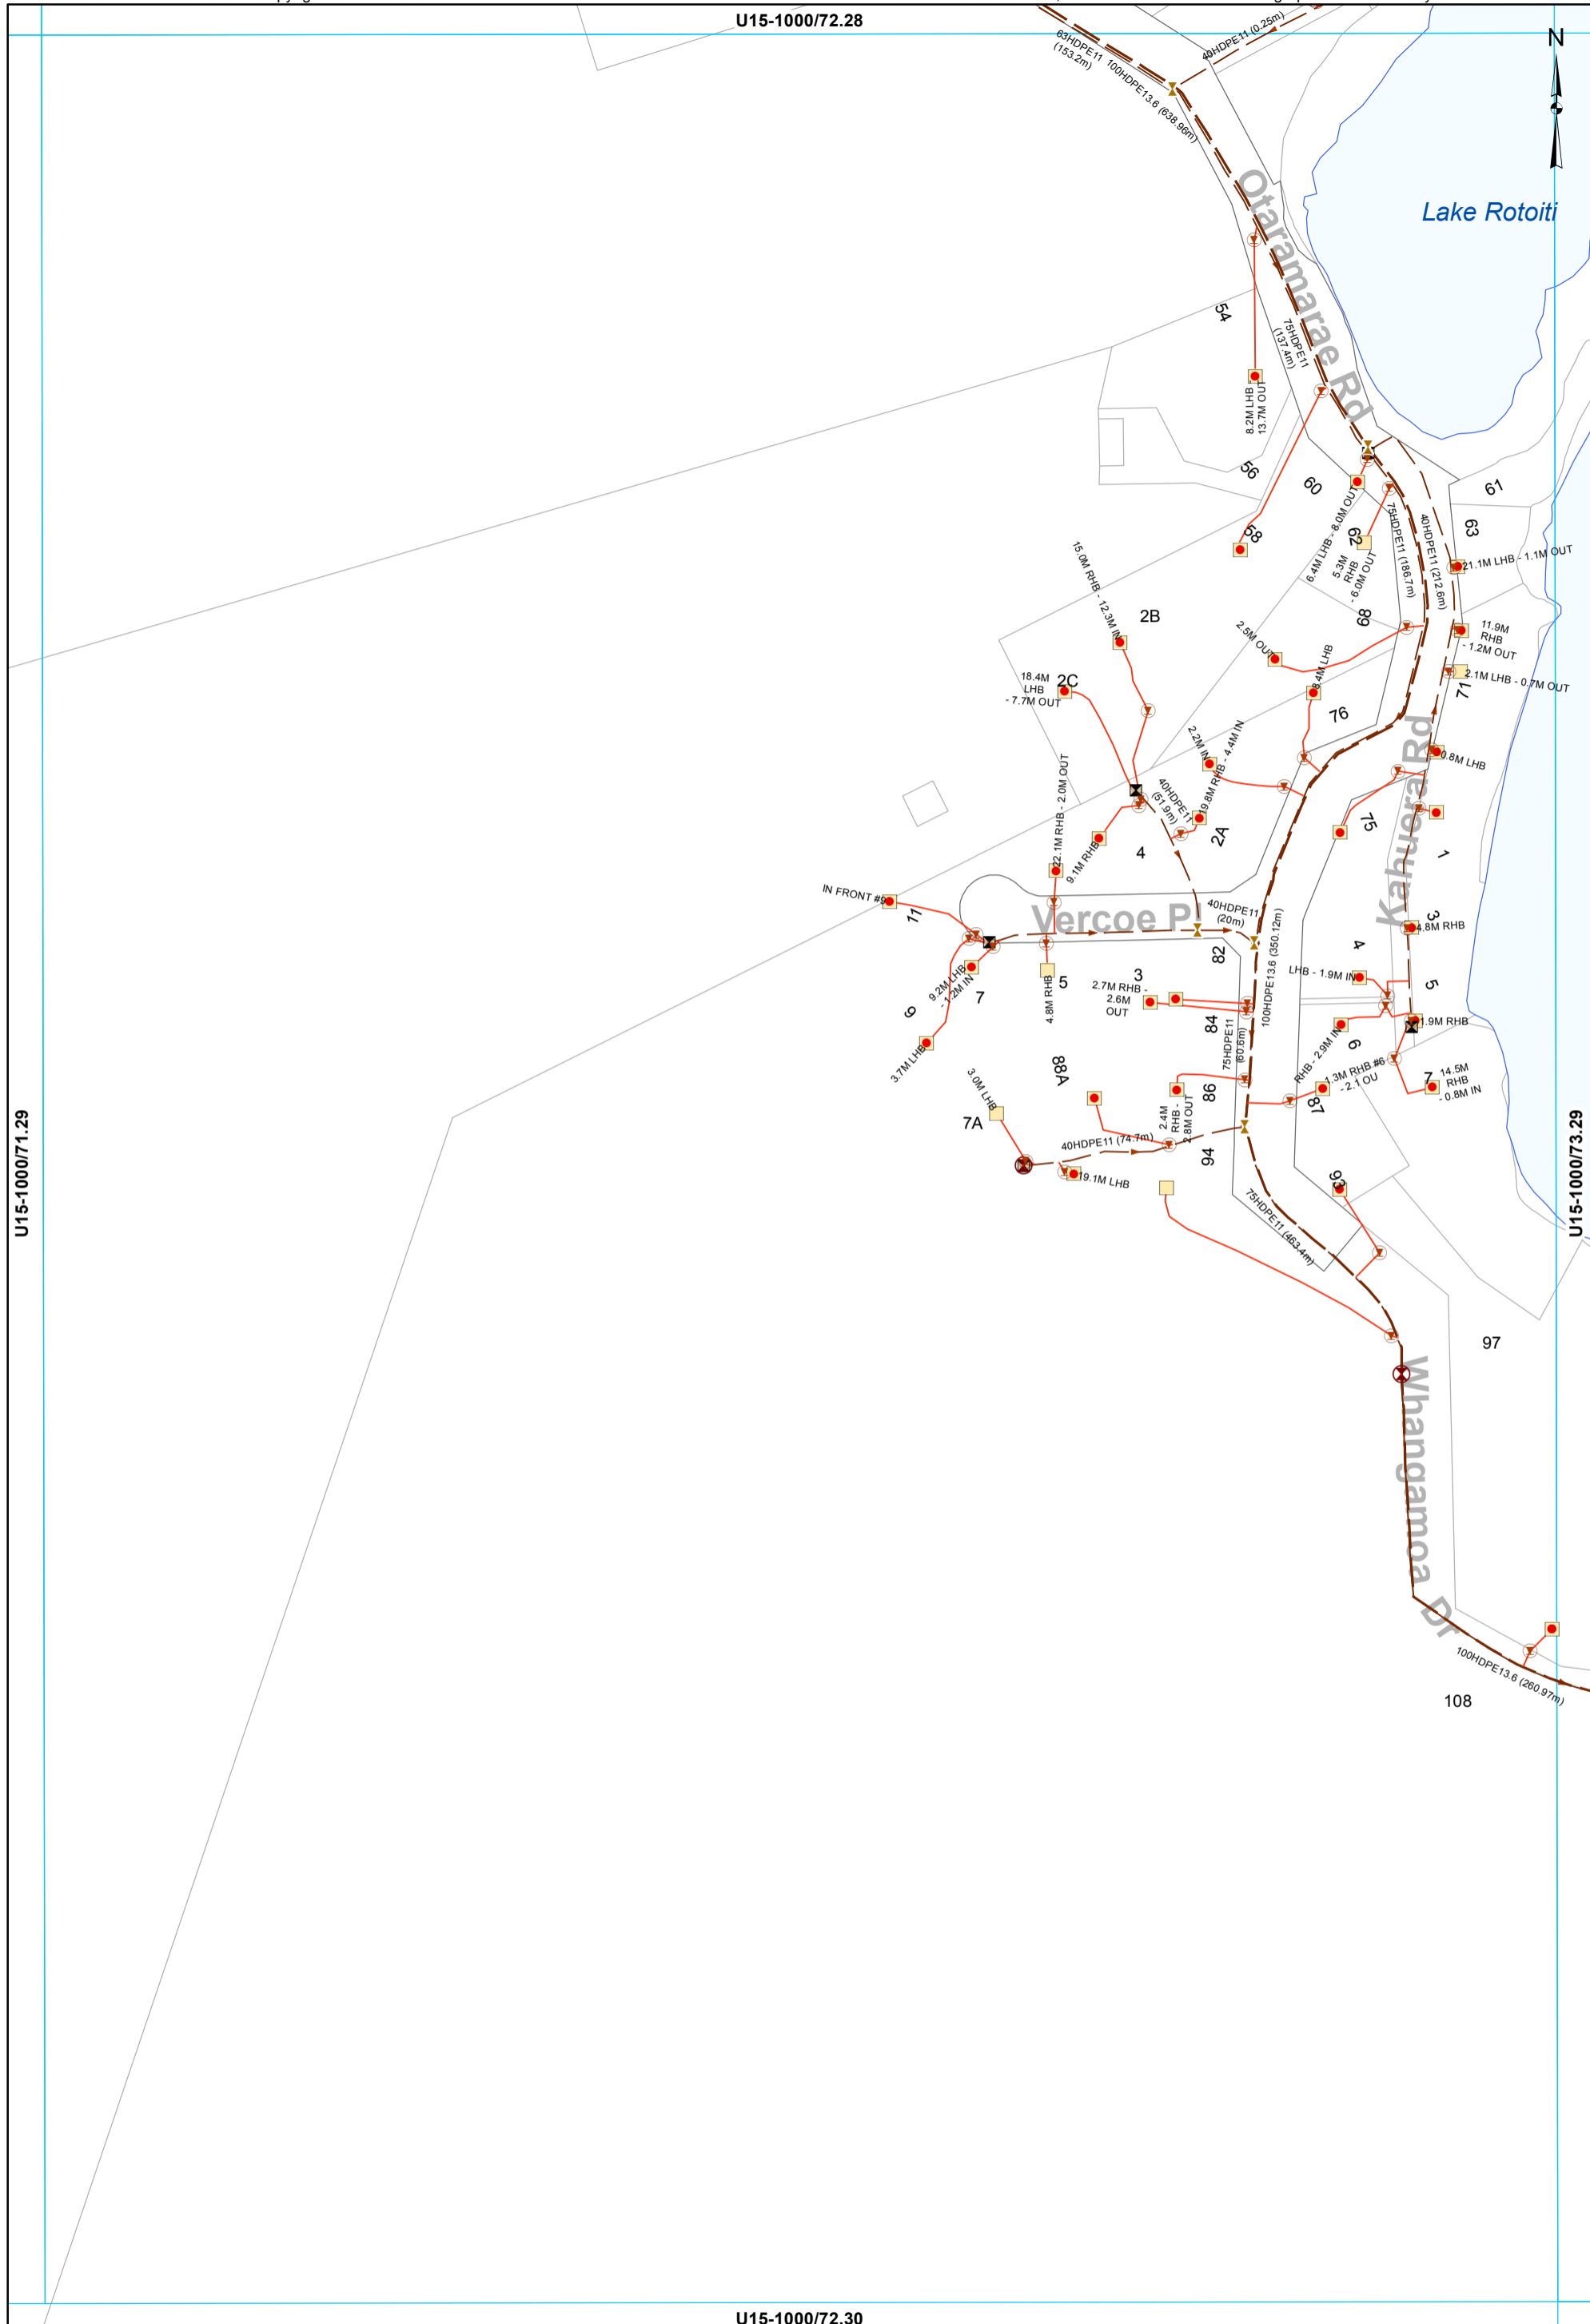 U15-1000/72.28
40HDPE11 (0.25m)
N
63HDPE11
(153.2m)
100HDPE13.6 (638.96m)
Otaramarae Rd
Lake Rotoiti
54
75HDPE11
(137.4m)
8.2M LHB -
13.7M OUT
56
60
61
58
62
63
6.4M LHB - 8.0M OUT
5.3M
RHB
- 6.0M OUT
75HDPE11 (186.7m)
40HDPE11 (212.6m)
21.1M LHB - 1.1M OUT
15.0M RHB - 12.3M IN
2B
68
11.9M
RHB
- 1.2M OUT
2.5M OUT
18.4M
LHB
- 7.7M OUT
2C
8.4M LHB
2.1M LHB - 0.7M OUT
71
76
2.2M IN
19.8M RHB - 4.4M IN
Kahuera Rd
0.8M LHB
22.1M RHB - 2.0M OUT
40HDPE11
(51.9m)
2A
75
9.1M RHB
4
1
IN FRONT #9
11
Vercoe Pl
40HDPE11
(20m)
100HDPE13.6 (350.12m)
3
4.8M RHB
82
4
LHB - 1.9M IN
5
9.2M LHB
- 1.2M IN
7
5
3
4.8M RHB
2.7M RHB -
2.6M
OUT
84
75HDPE11
(60.6m)
1.9M RHB
9
3.7M LHB
RHB - 2.9M IN
6
88A
86
1.3M RHB #6
- 2.1 OU
87
7
14.5M
RHB
- 0.8M IN
3.0M LHB
7A
2.4M
RHB -
2.8M OUT
40HDPE11 (74.7m)
94
19.1M LHB
93
U15-1000/71.29
U15-1000/73.29
75HDPE11 (463.4m)
97
Whangamoa Dr
100HDPE13.6 (260.97m)
108
U15-1000/72.30